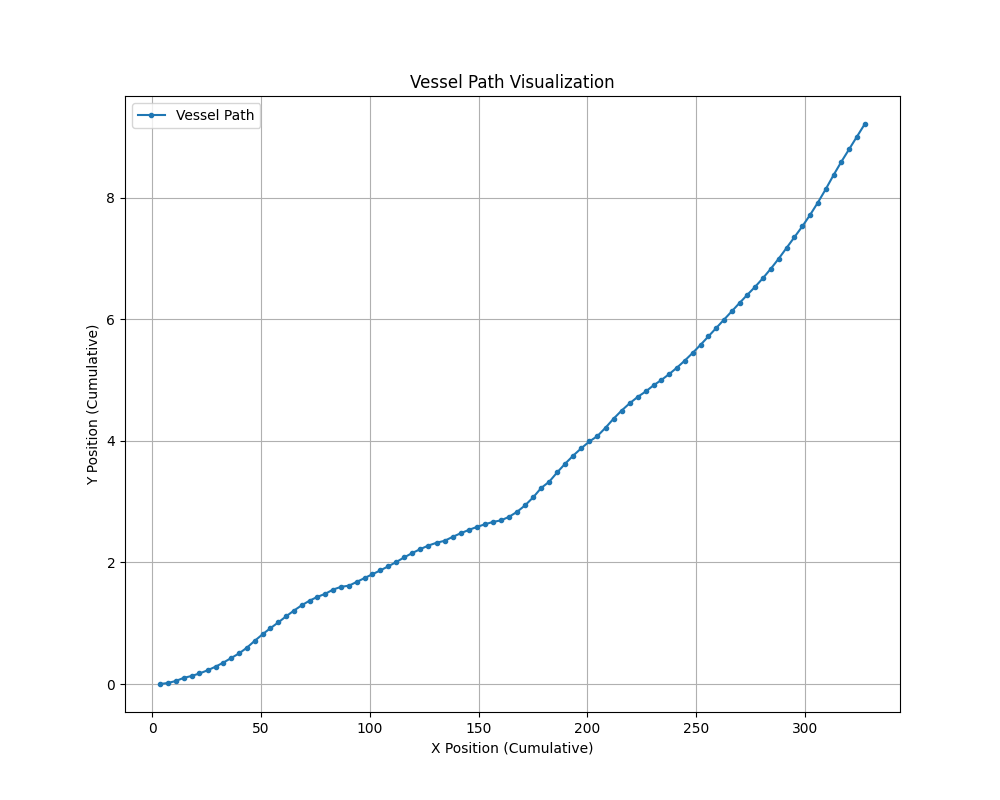 Vessel Path Visualization
Vessel Path
Y Position (Cumulative)
8
6
4
2
0
0 50 100 150 200 250 300
X Position (Cumulative)